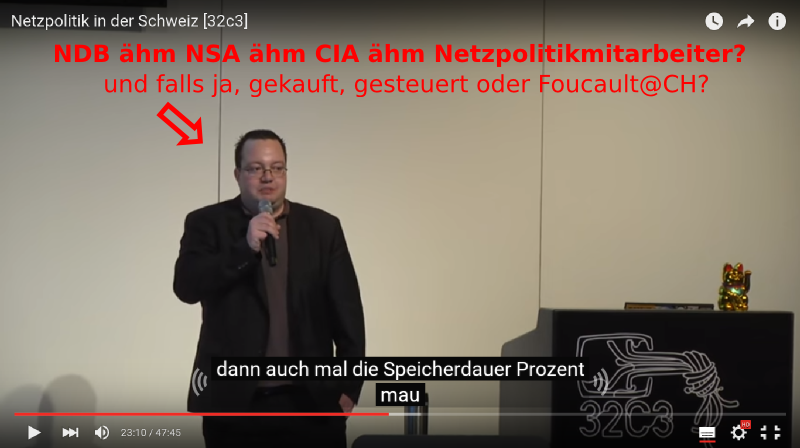 Netzpolitik in der Schweiz [32c3]
NDB ähm NSA ähm CIA ähm Netzpolitikmitarbeiter?
und falls ja, gekauft, gesteuert oder Foucault@CH?
dann auch mal die Speicherdauer Prozent
mau
32C3
23:10 / 47:45
HD